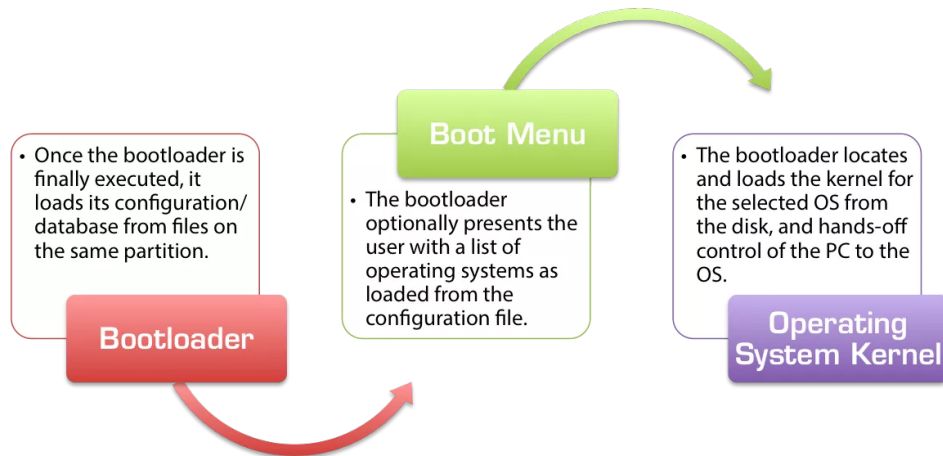 • Once the bootloader is
finally executed, it
loads its configuration/
database from files on
the same partition.
Bootloader
Boot Menu
• The bootloader
optionally presents the
user with a list of
operating systems as
loaded from the
configuration file.
• The bootloader locates
and loads the kernel for
the selected OS from
the disk, and hands-off
control of the PC to the
OS.
Operating
System Kernel